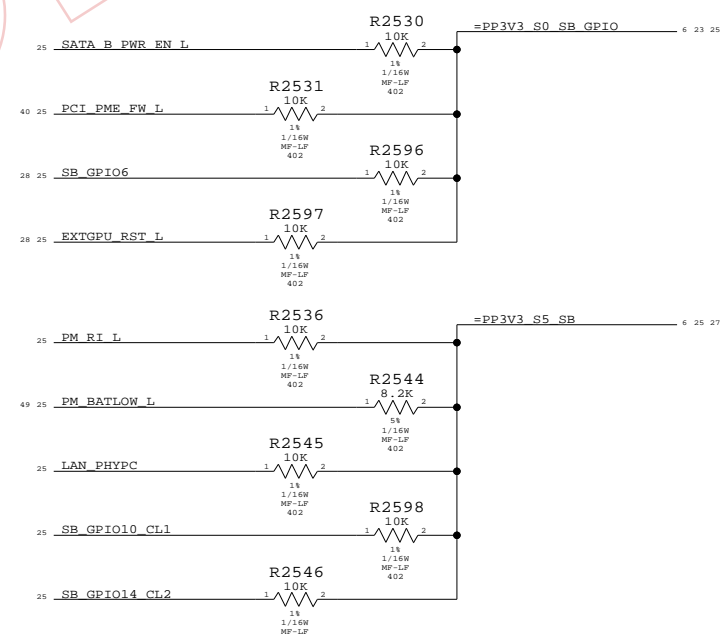 R2530
=PP3V3_S0_SB_GPIO 6 23 25
10K
25 SATA_B_PWR_EN_L 1 2
1%
1/16W
MF-LF
402
R2531
10K
40 25 PCI_PME_FW_L 1 2
1%
1/16W
MF-LF
402
R2596
10K
28 25 SB_GPIO6 1 2
1%
1/16W
MF-LF
402
R2597
10K
28 25 EXTGPU_RST_L 1 2
1%
1/16W
MF-LF
402
R2536
=PP3V3_S5_SB 6 25 27
10K
25 PM_RI_L 1 2
1%
1/16W
MF-LF
402
R2544
8.2K
49 25 PM_BATLOW_L 1 2
5%
1/16W
MF-LF
402
R2545
10K
25 LAN_PHYPC 1 2
1%
1/16W
MF-LF
402
R2598
10K
25 SB_GPIO10_CL1 1 2
1%
1/16W
MF-LF
402
R2546
10K
25 SB_GPIO14_CL2 1 2
1%
1/16W
MF-LF